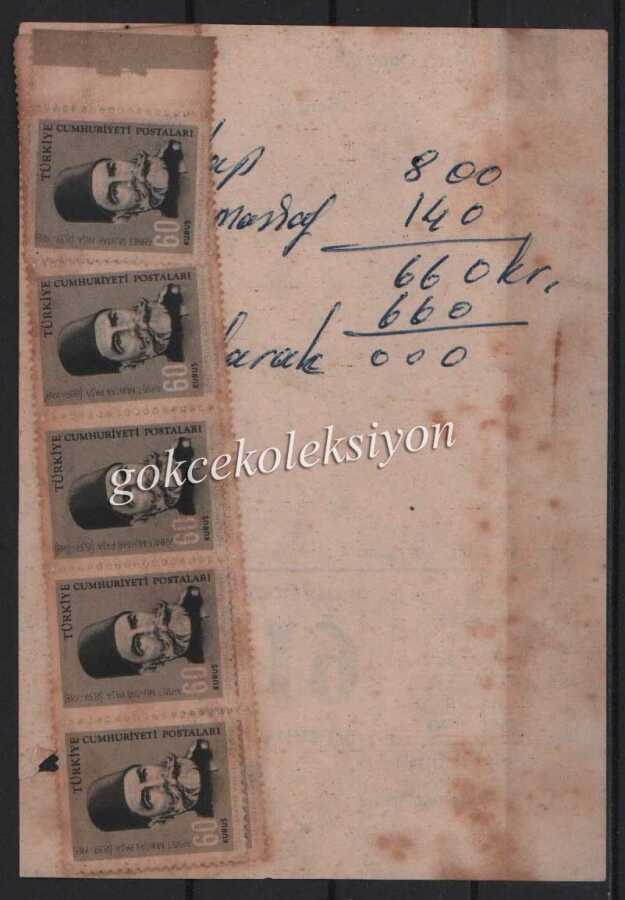 TÜRKİYE CUMHURİYETİ POSTALARI
60 KURUŞ
800
masraf 140
660 kr.
660
larak 000
TÜRKİYE CUMHURİYETİ POSTALARI
60 KURUŞ
gokcekoleksiyon
TÜRKİYE CUMHURİYETİ POSTALARI
60 KURUŞ
TÜRKİYE CUMHURİYETİ POSTALARI
60 KURUŞ
TÜRKİYE CUMHURİYETİ POSTALARI
60 KURUŞ